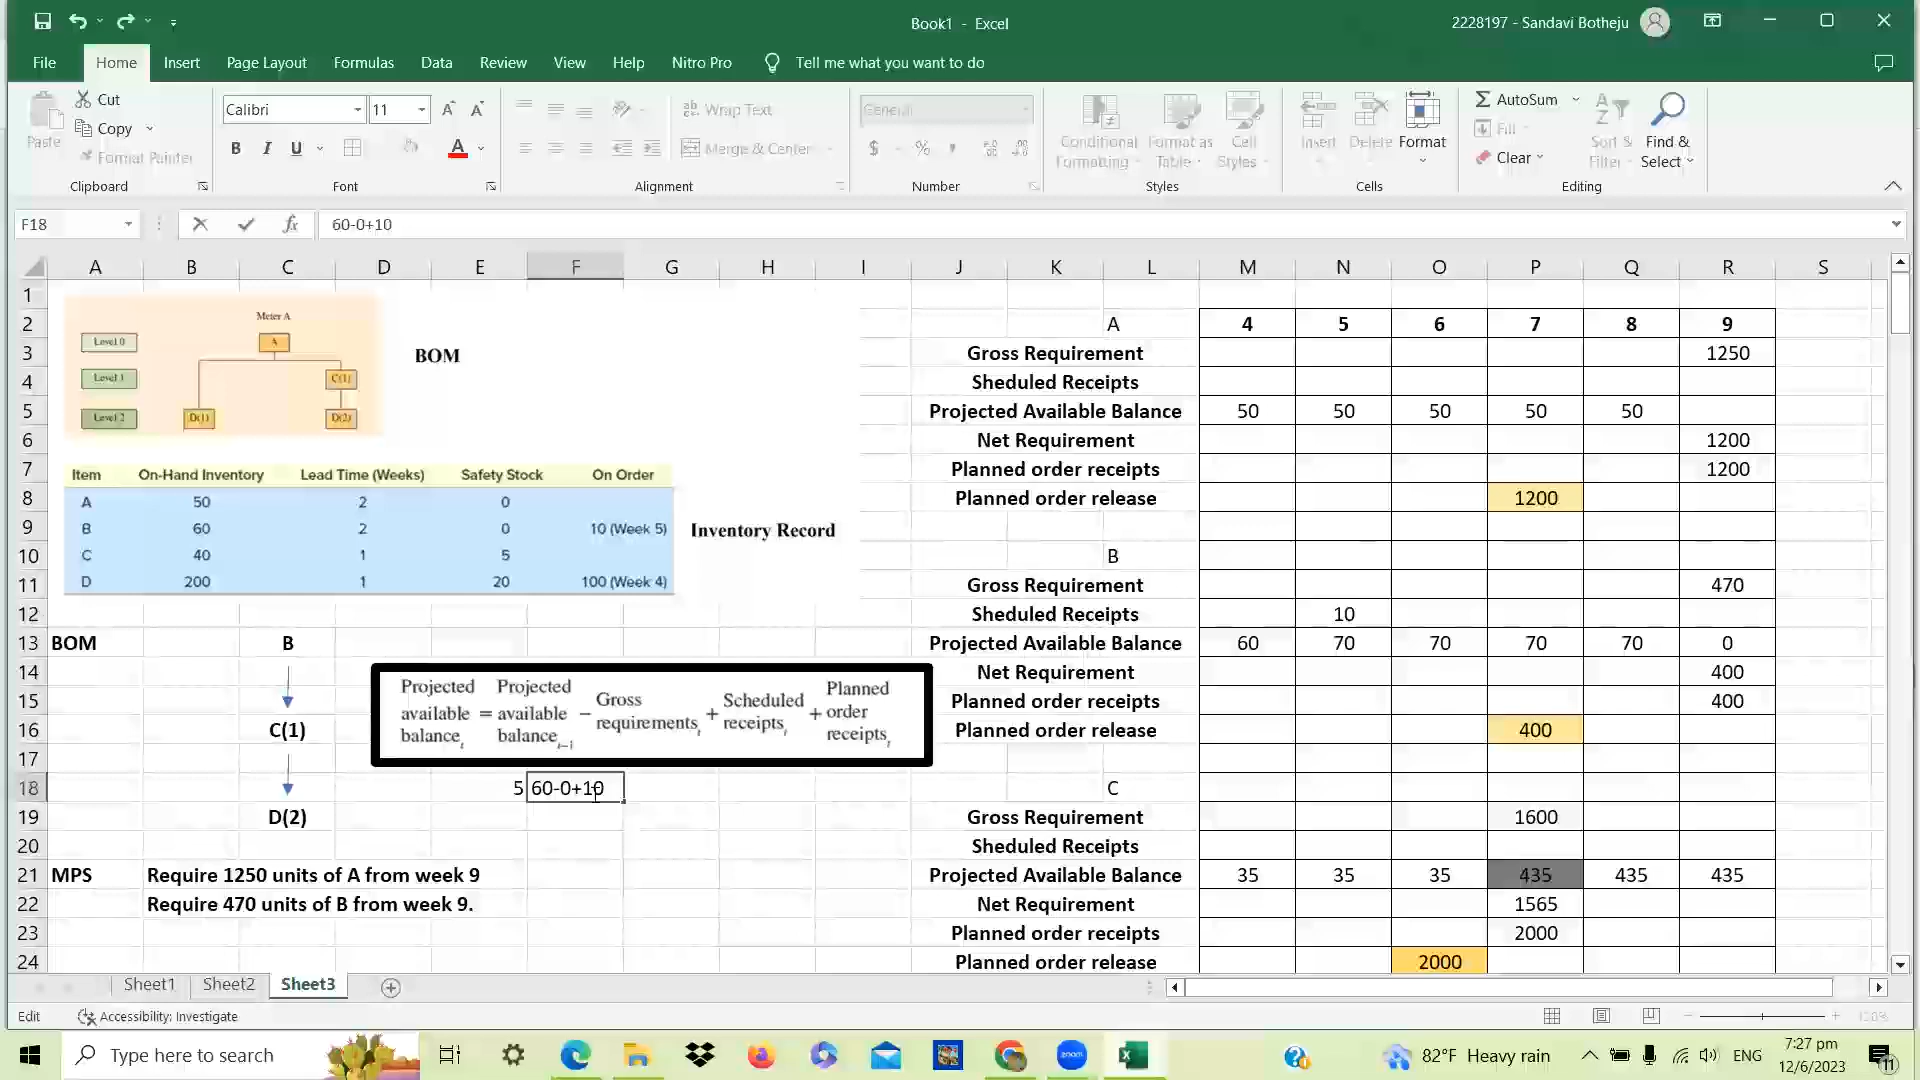 Book1 - Excel
2228197 - Sandavi Botheju
File Home Insert Page Layout Formulas Data Review View Help Nitro Pro Tell me what you want to do
Paste
Cut
Copy
Format Painter
Clipboard
Calibri 11
B I U
Font
Wrap Text
Merge & Center
Alignment
General
$ % ,
Number
Conditional Formatting
Format as Table
Cell Styles
Styles
Insert Delete Format
Cells
AutoSum
Fill
Clear
Sort & Filter
Find & Select
Editing
F18 fx 60-0+10
A B C D E F G H I J K L M N O P Q R S
1
2 A 4 5 6 7 8 9
3 Gross Requirement 1250
4 Sheduled Receipts
5 Projected Available Balance 50 50 50 50 50
6 Net Requirement 1200
7 Planned order receipts 1200
8 Planned order release 1200
9
10 B
11 Gross Requirement 470
12 Sheduled Receipts 10
13 BOM B Projected Available Balance 60 70 70 70 70 0
14 Net Requirement 400
15 Planned order receipts 400
16 C(1) Planned order release 400
17
18 5 60-0+10 C
19 D(2) Gross Requirement 1600
20 Sheduled Receipts
21 MPS Require 1250 units of A from week 9 Projected Available Balance 35 35 35 435 435 435
22 Require 470 units of B from week 9. Net Requirement 1565
23 Planned order receipts 2000
24 Planned order release 2000
Meter A
Level 0 A
Level 1 C(1)
Level 2 D(1) D(2)
BOM
Item On-Hand Inventory Lead Time (Weeks) Safety Stock On Order
A 50 2 0
B 60 2 0 10 (Week 5)
C 40 1 5
D 200 1 20 100 (Week 4)
Inventory Record
Projected available balance t = Projected available balance t−1 − Gross requirements t + Scheduled receipts t + Planned order receipts t
Sheet1 Sheet2 Sheet3
Edit Accessibility: Investigate
Type here to search
zoom
82°F Heavy rain
ENG
7:27 pm
12/6/2023
11